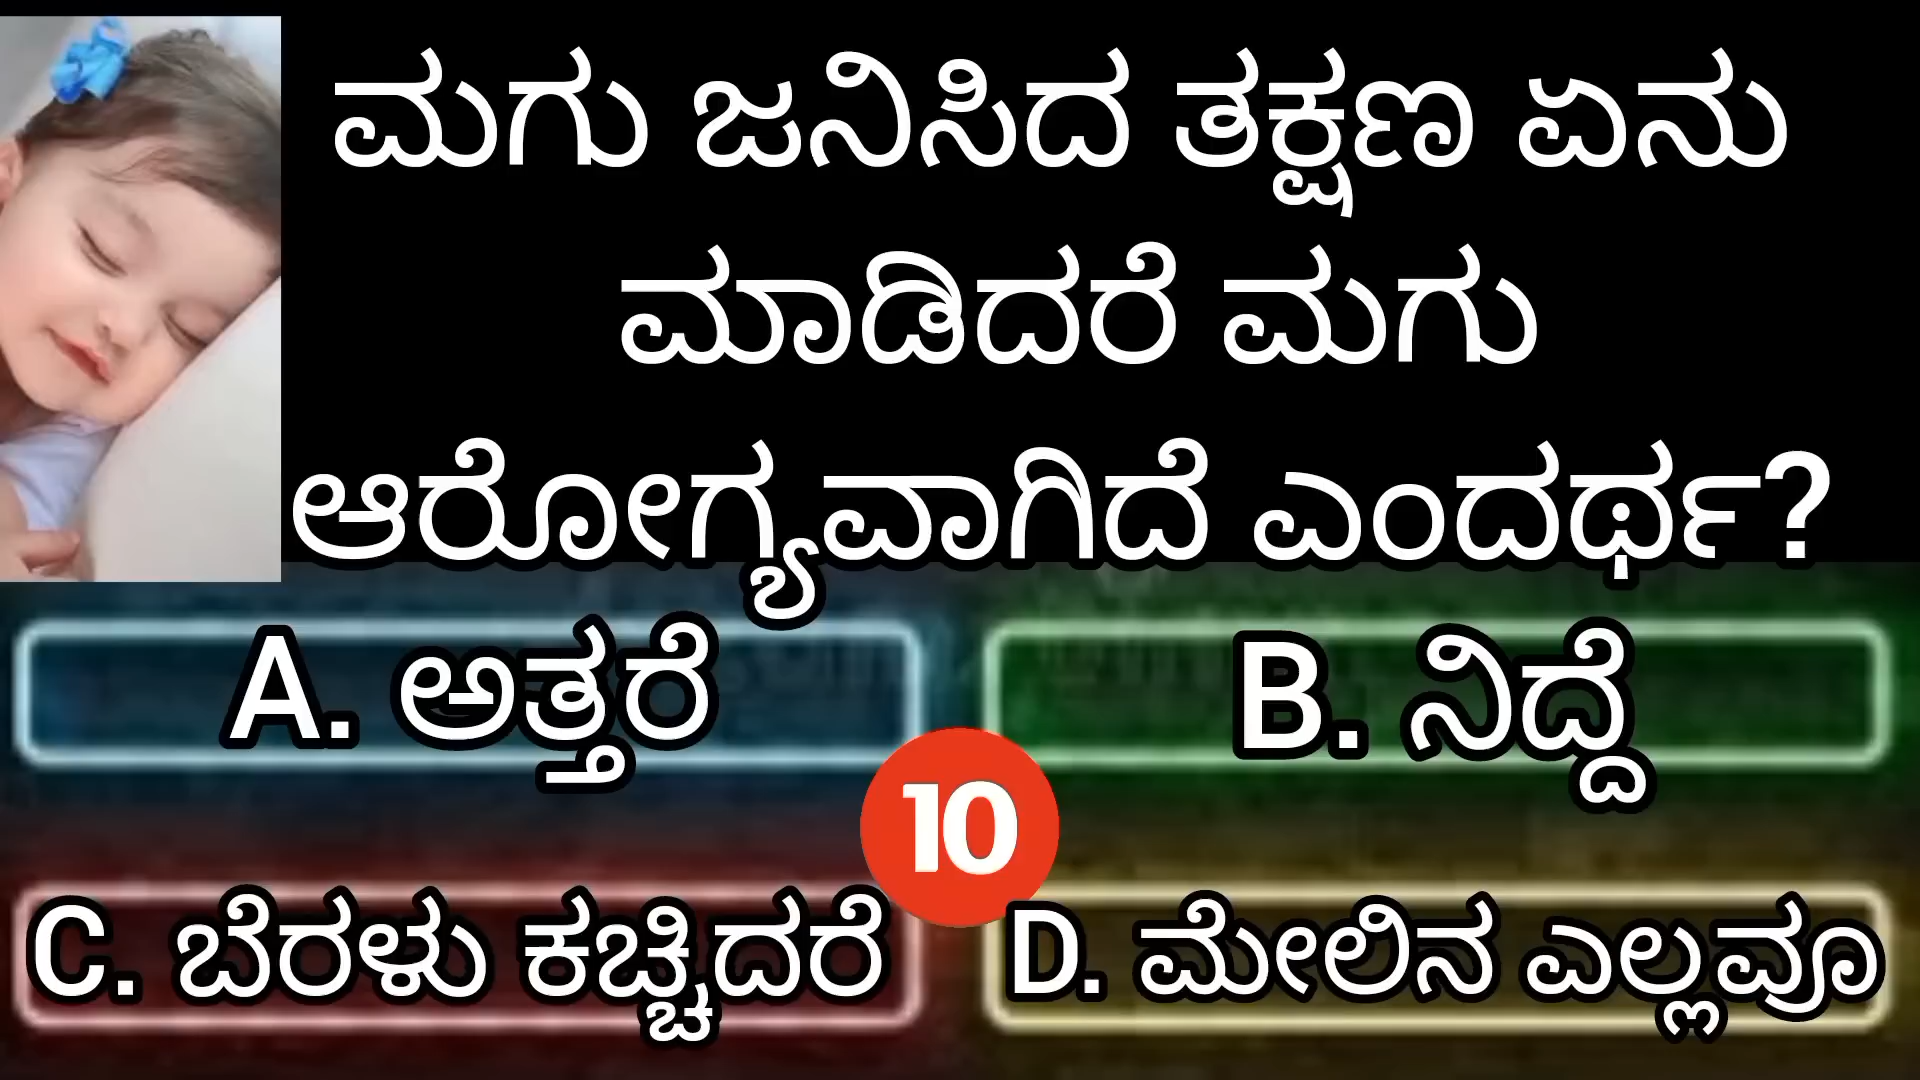 ಮಗು ಜನಿಸಿದ ತಕ್ಷಣ ಏನು
ಮಾಡಿದರೆ ಮಗು
ಆರೋಗ್ಯವಾಗಿದೆ ಎಂದರ್ಥ?
A. ಅತ್ತರೆ
B. ನಿದ್ದೆ
10
C. ಬೆರಳು ಕಚ್ಚಿದರೆ
D. ಮೇಲಿನ ಎಲ್ಲವೂ